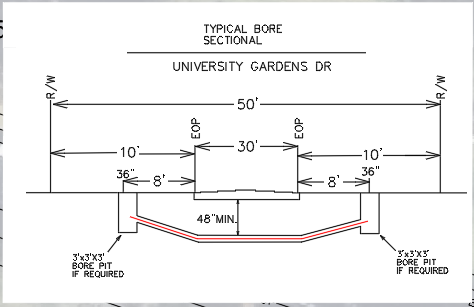 TYPICAL BORE
SECTIONAL
UNIVERSITY GARDENS DR
R/W
R/W
50'
EOP
EOP
10'
30'
10'
36"
8'
8'
36"
48"MIN.
3'x3'X3'
BORE PIT
IF REQUIRED
3'x3'X3'
BORE PIT
IF REQUIRED